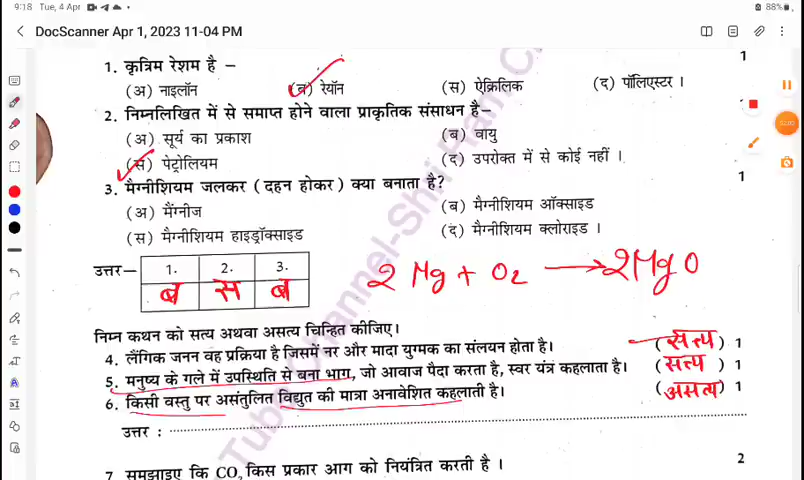 9:18 Tue, 4 Apr 88%
DocScanner Apr 1, 2023 11-04 PM
1. कृत्रिम रेशम है – 1
(अ) नाइलॉन (ब) रेयॉन (स) ऐक्रिलिक (द) पॉलिएस्टर ।
2. निम्नलिखित में से समाप्त होने वाला प्राकृतिक संसाधन है-
(अ) सूर्य का प्रकाश (ब) वायु
(स) पेट्रोलियम (द) उपरोक्त में से कोई नहीं ।
3. मैग्नीशियम जलकर ( दहन होकर ) क्या बनाता है? 1
(अ) मैंग्नीज (ब) मैग्नीशियम ऑक्साइड
(स) मैग्नीशियम हाइड्रॉक्साइड (द) मैग्नीशियम क्लोराइड ।
उत्तर– 1. 2. 3.
ब स ब
2 Mg + O₂ → 2MgO
निम्न कथन को सत्य अथवा असत्य चिन्हित कीजिए।
4. लैंगिक जनन वह प्रक्रिया है जिसमें नर और मादा युग्मक का संलयन होता है। (सत्य) 1
5. मनुष्य के गले में उपस्थिति से बना भाग, जो आवाज पैदा करता है, स्वर यंत्र कहलाता है। (सत्य) 1
6. किसी वस्तु पर असंतुलित विद्युत की मात्रा अनावेशित कहलाती है। (असत्य) 1
उत्तर :
7. समझाइए कि CO₂ किस प्रकार आग को नियंत्रित करती है । 2